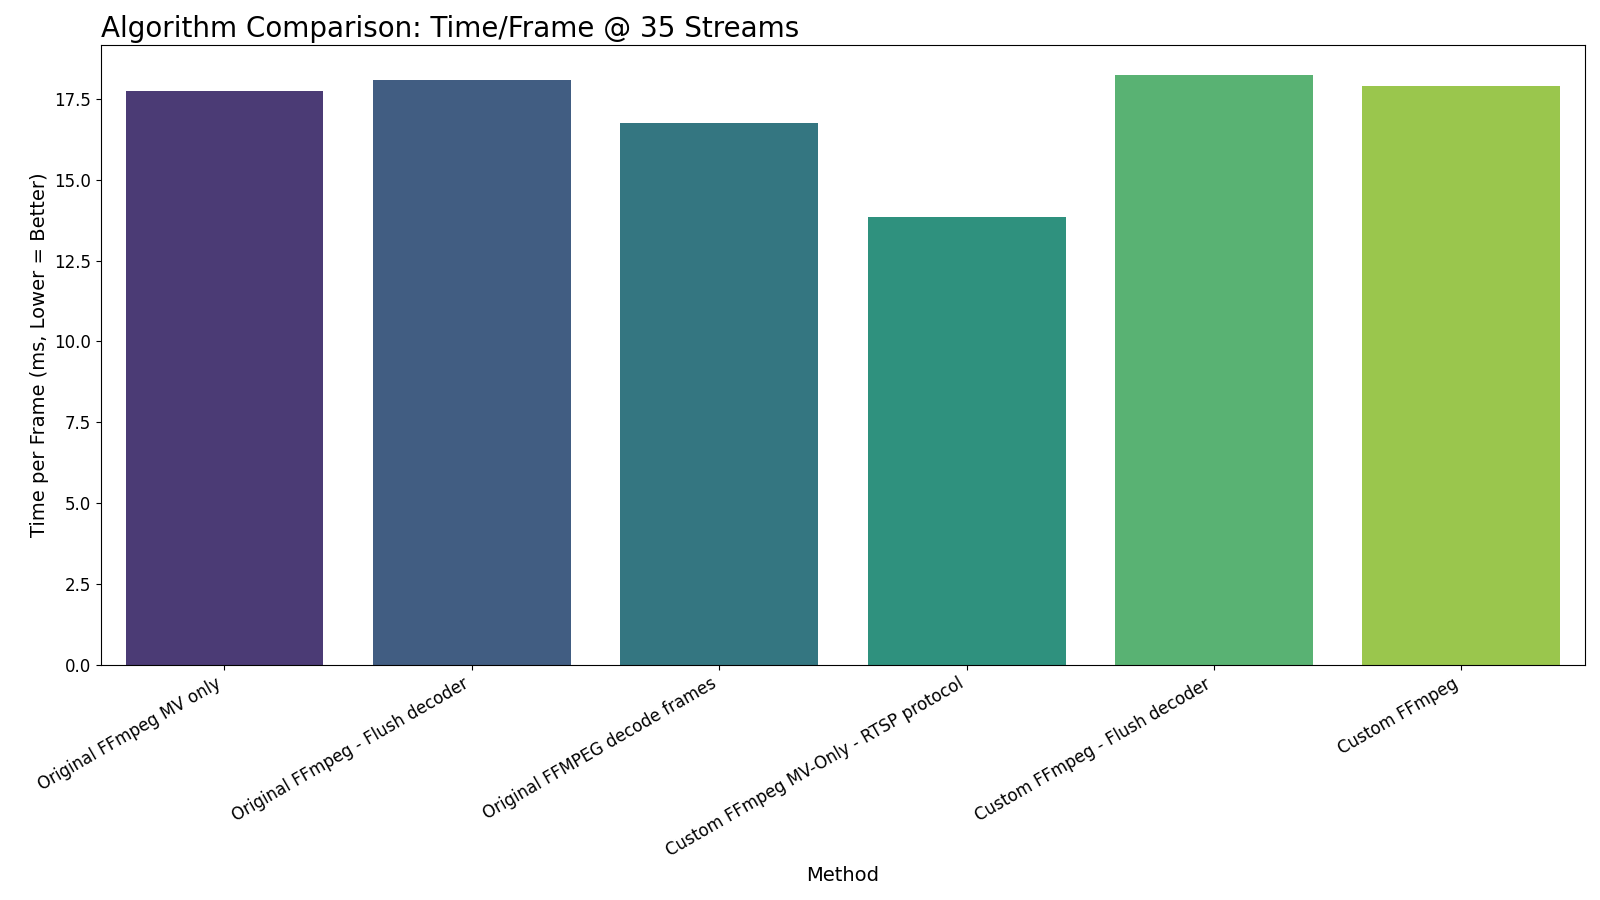 Algorithm Comparison: Time/Frame @ 35 Streams
Time per Frame (ms, Lower = Better)
17.5
15.0
12.5
10.0
7.5
5.0
2.5
0.0
Original FFmpeg MV only
Original FFmpeg - Flush decoder
Original FFMPEG decode frames
Custom FFmpeg MV-Only - RTSP protocol
Custom FFmpeg - Flush decoder
Custom FFmpeg
Method